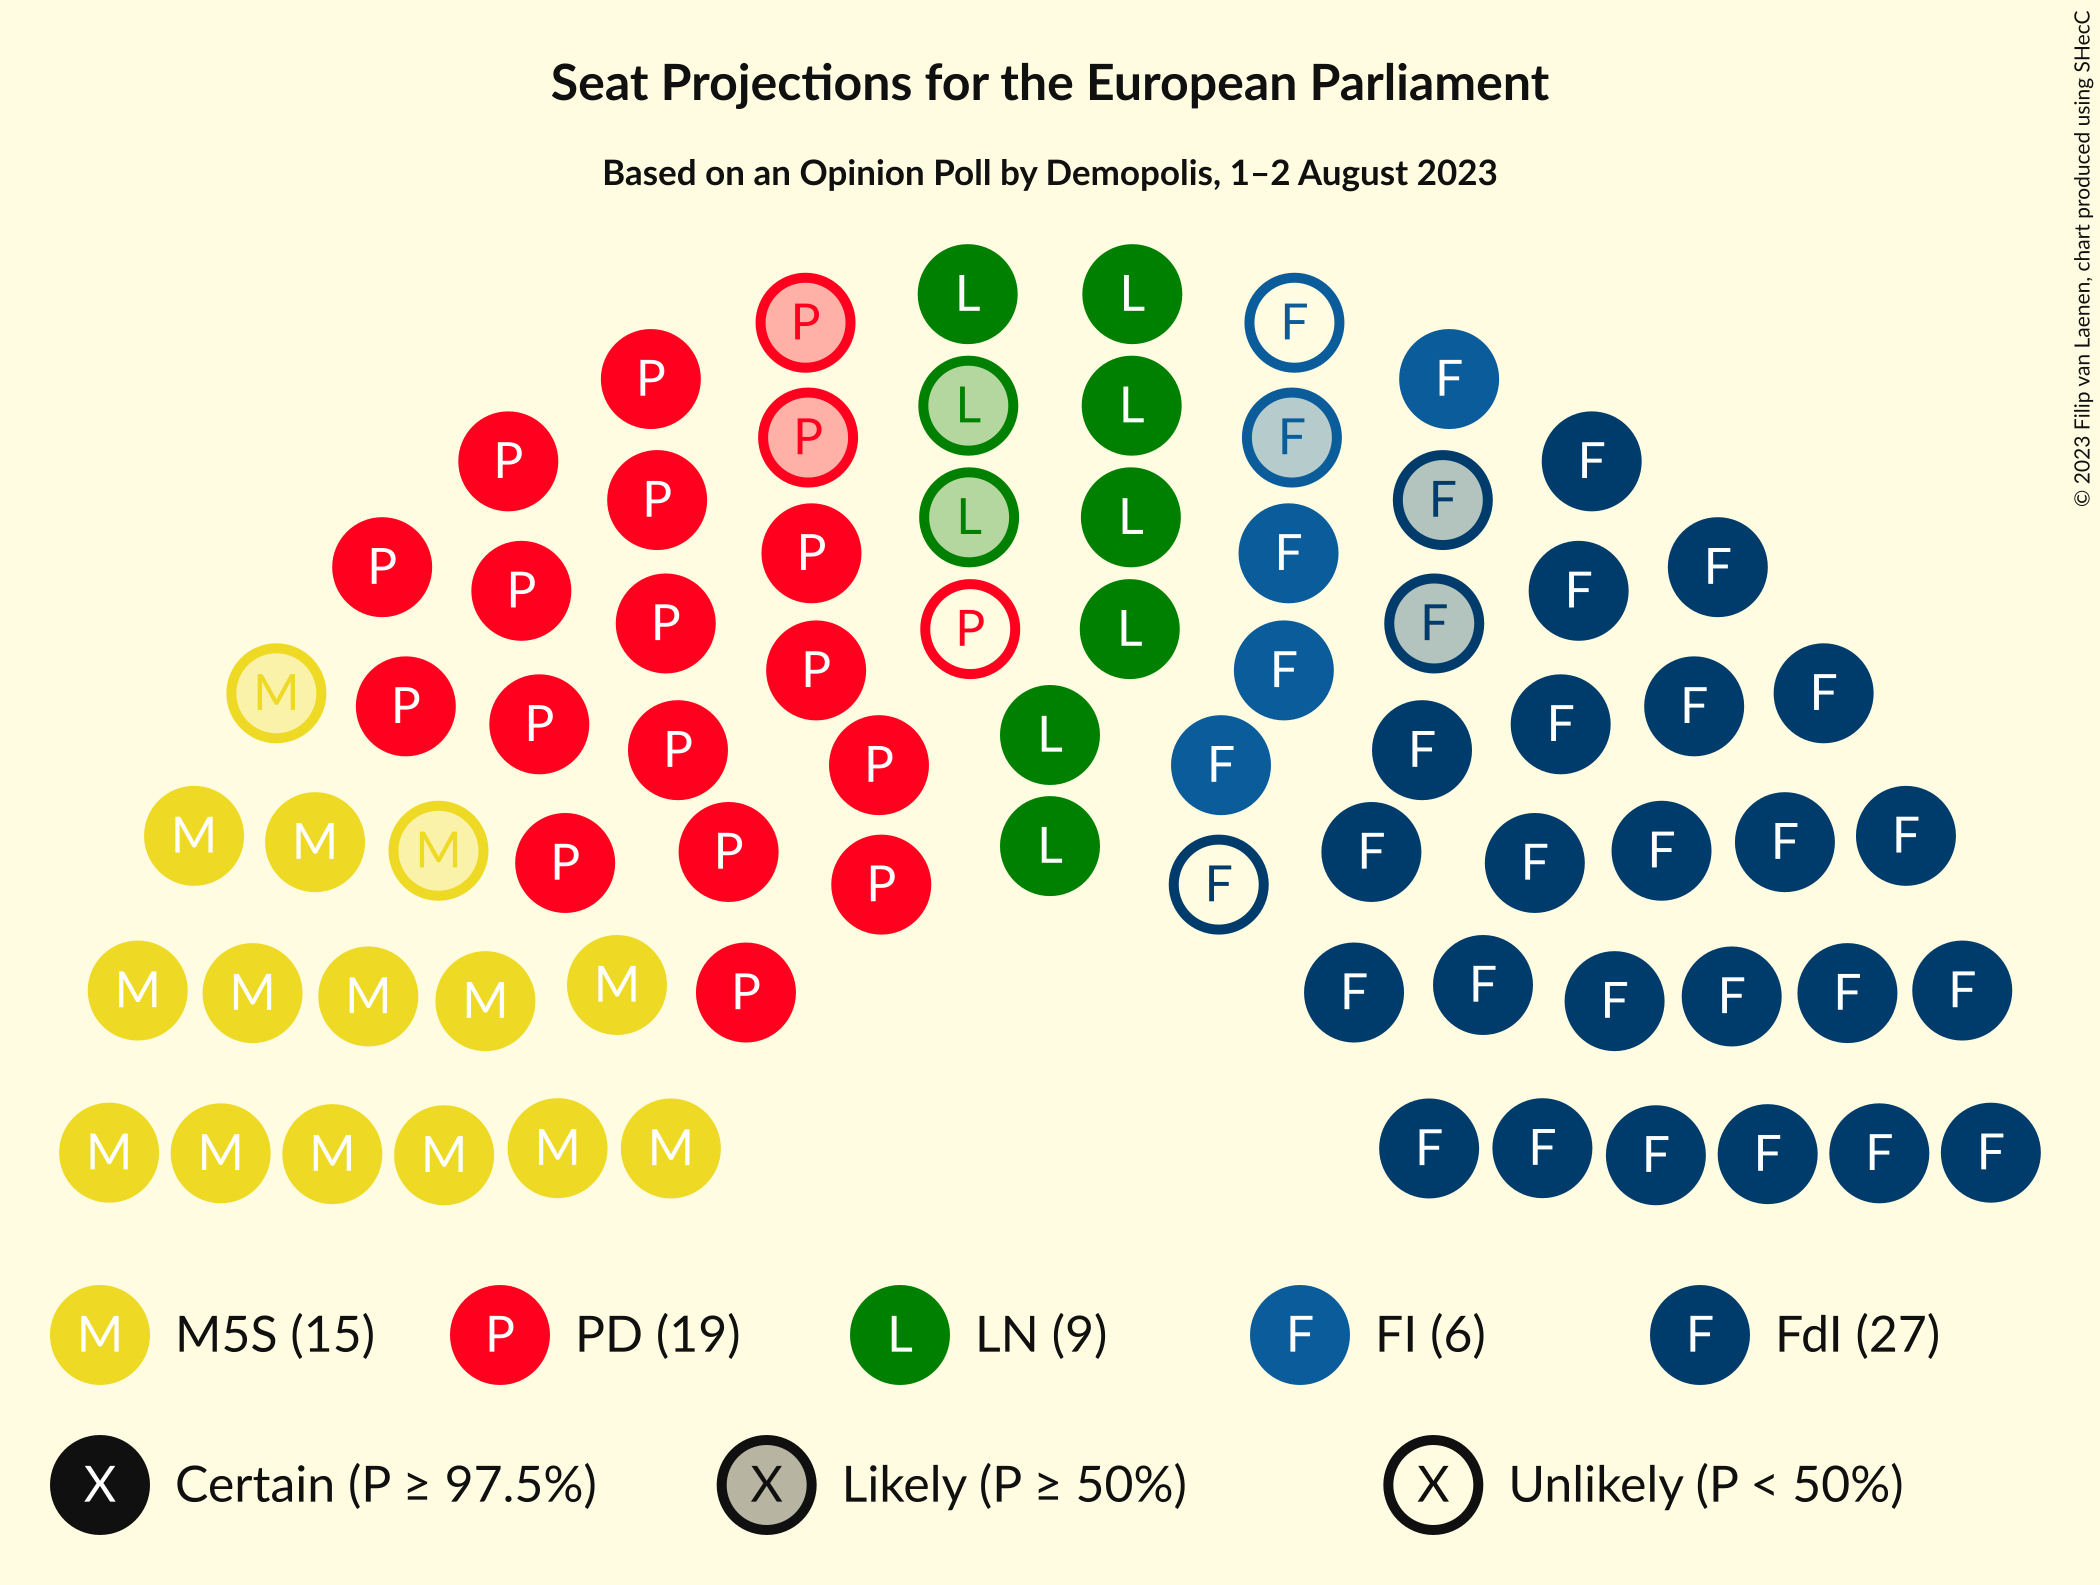 Seat Projections for the European Parliament
Based on an Opinion Poll by Demopolis, 1–2 August 2023
© 2023 Filip van Laenen, chart produced using SHecC
L L
P F
P F
L L
P F
P F
P F
L L
P F
P F
P F
P F
P F
P L
P F
M F
P F
P F
L
P F
P F
M F
M F
L
M P F F
P F
P F
M M M M M P F F F F F F
M M M M M M F F F F F F
M M5S (15) P PD (19) L LN (9) F FI (6) F FdI (27)
X Certain (P ≥ 97.5%) X Likely (P ≥ 50%) X Unlikely (P < 50%)